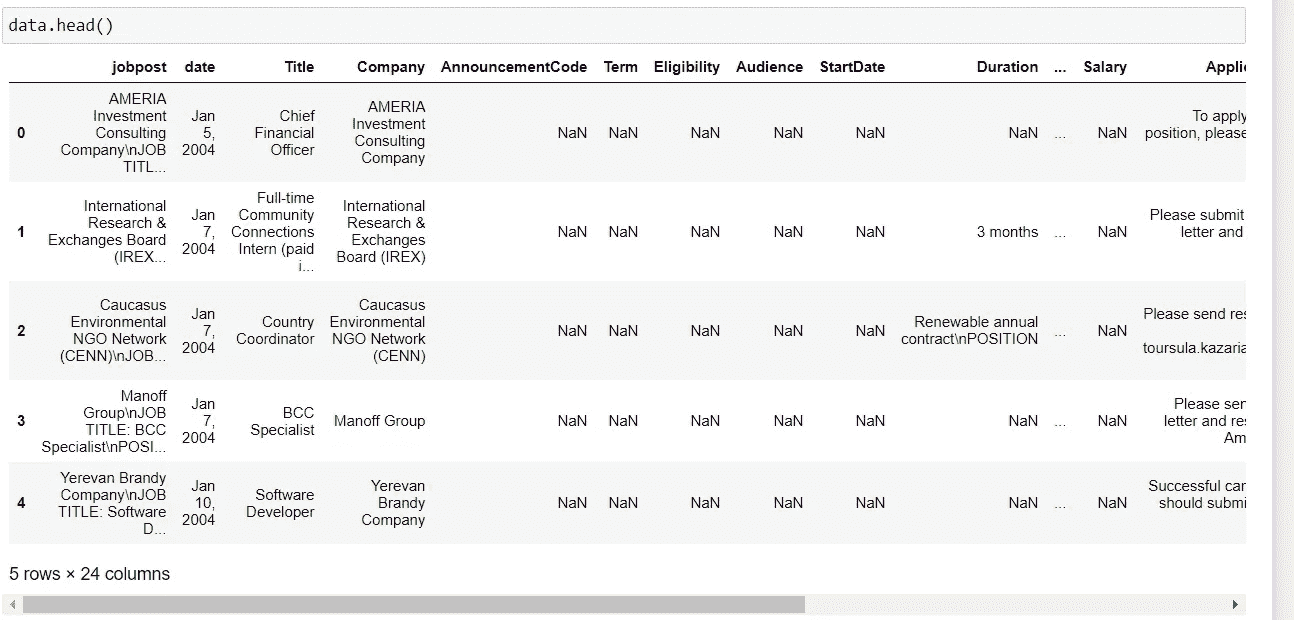 data.head()
jobpost date Title Company AnnouncementCode Term Eligibility Audience StartDate Duration ... Salary Applic
0 AMERIA Investment Consulting Company\nJOB TITL... Jan 5, 2004 Chief Financial Officer AMERIA Investment Consulting Company NaN NaN NaN NaN NaN NaN ... NaN To apply position, please
1 International Research & Exchanges Board (IREX... Jan 7, 2004 Full-time Community Connections Intern (paid i... International Research & Exchanges Board (IREX) NaN NaN NaN NaN NaN 3 months ... NaN Please submit letter and
2 Caucasus Environmental NGO Network (CENN)\nJOB... Jan 7, 2004 Country Coordinator Caucasus Environmental NGO Network (CENN) NaN NaN NaN NaN NaN Renewable annual contract\nPOSITION ... NaN Please send res toursula.kazaria
3 Manoff Group\nJOB TITLE: BCC Specialist\nPOSI... Jan 7, 2004 BCC Specialist Manoff Group NaN NaN NaN NaN NaN NaN ... NaN Please sen letter and res Am
4 Yerevan Brandy Company\nJOB TITLE: Software D... Jan 10, 2004 Software Developer Yerevan Brandy Company NaN NaN NaN NaN NaN NaN ... NaN Successful can should submi
5 rows × 24 columns